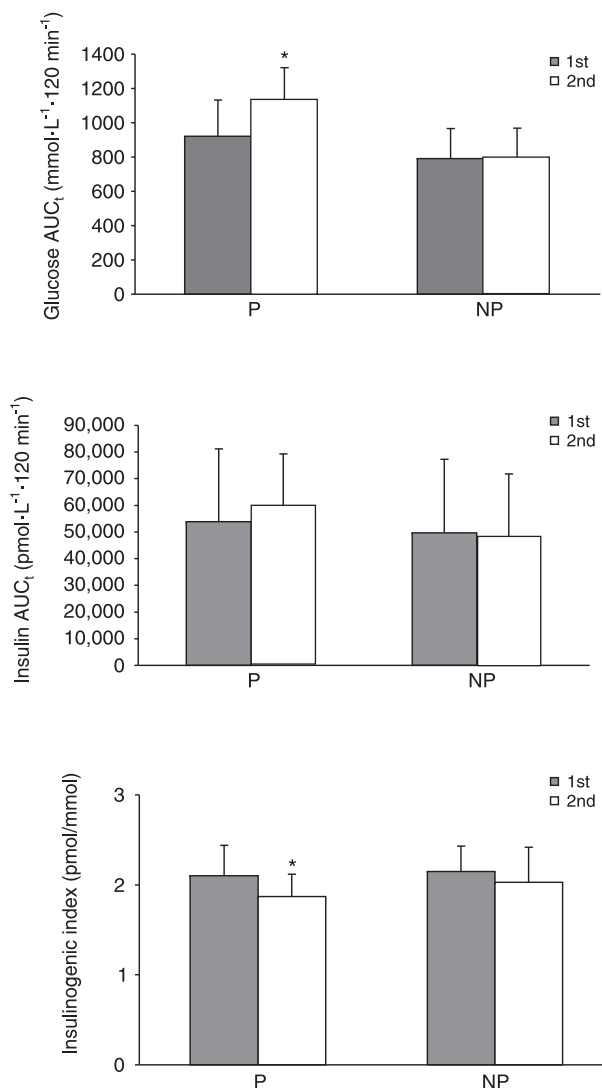 Glucose AUCₜ (mmol·L⁻¹·120 min⁻¹)
1400
1200
1000
800
600
400
200
0
*
1st
2nd
P
NP
Insulin AUCₜ (pmol·L⁻¹·120 min⁻¹)
90,000
80,000
70,000
60,000
50,000
40,000
30,000
20,000
10,000
0
1st
2nd
P
NP
Insulinogenic index (pmol/mmol)
3
2
1
0
*
1st
2nd
P
NP